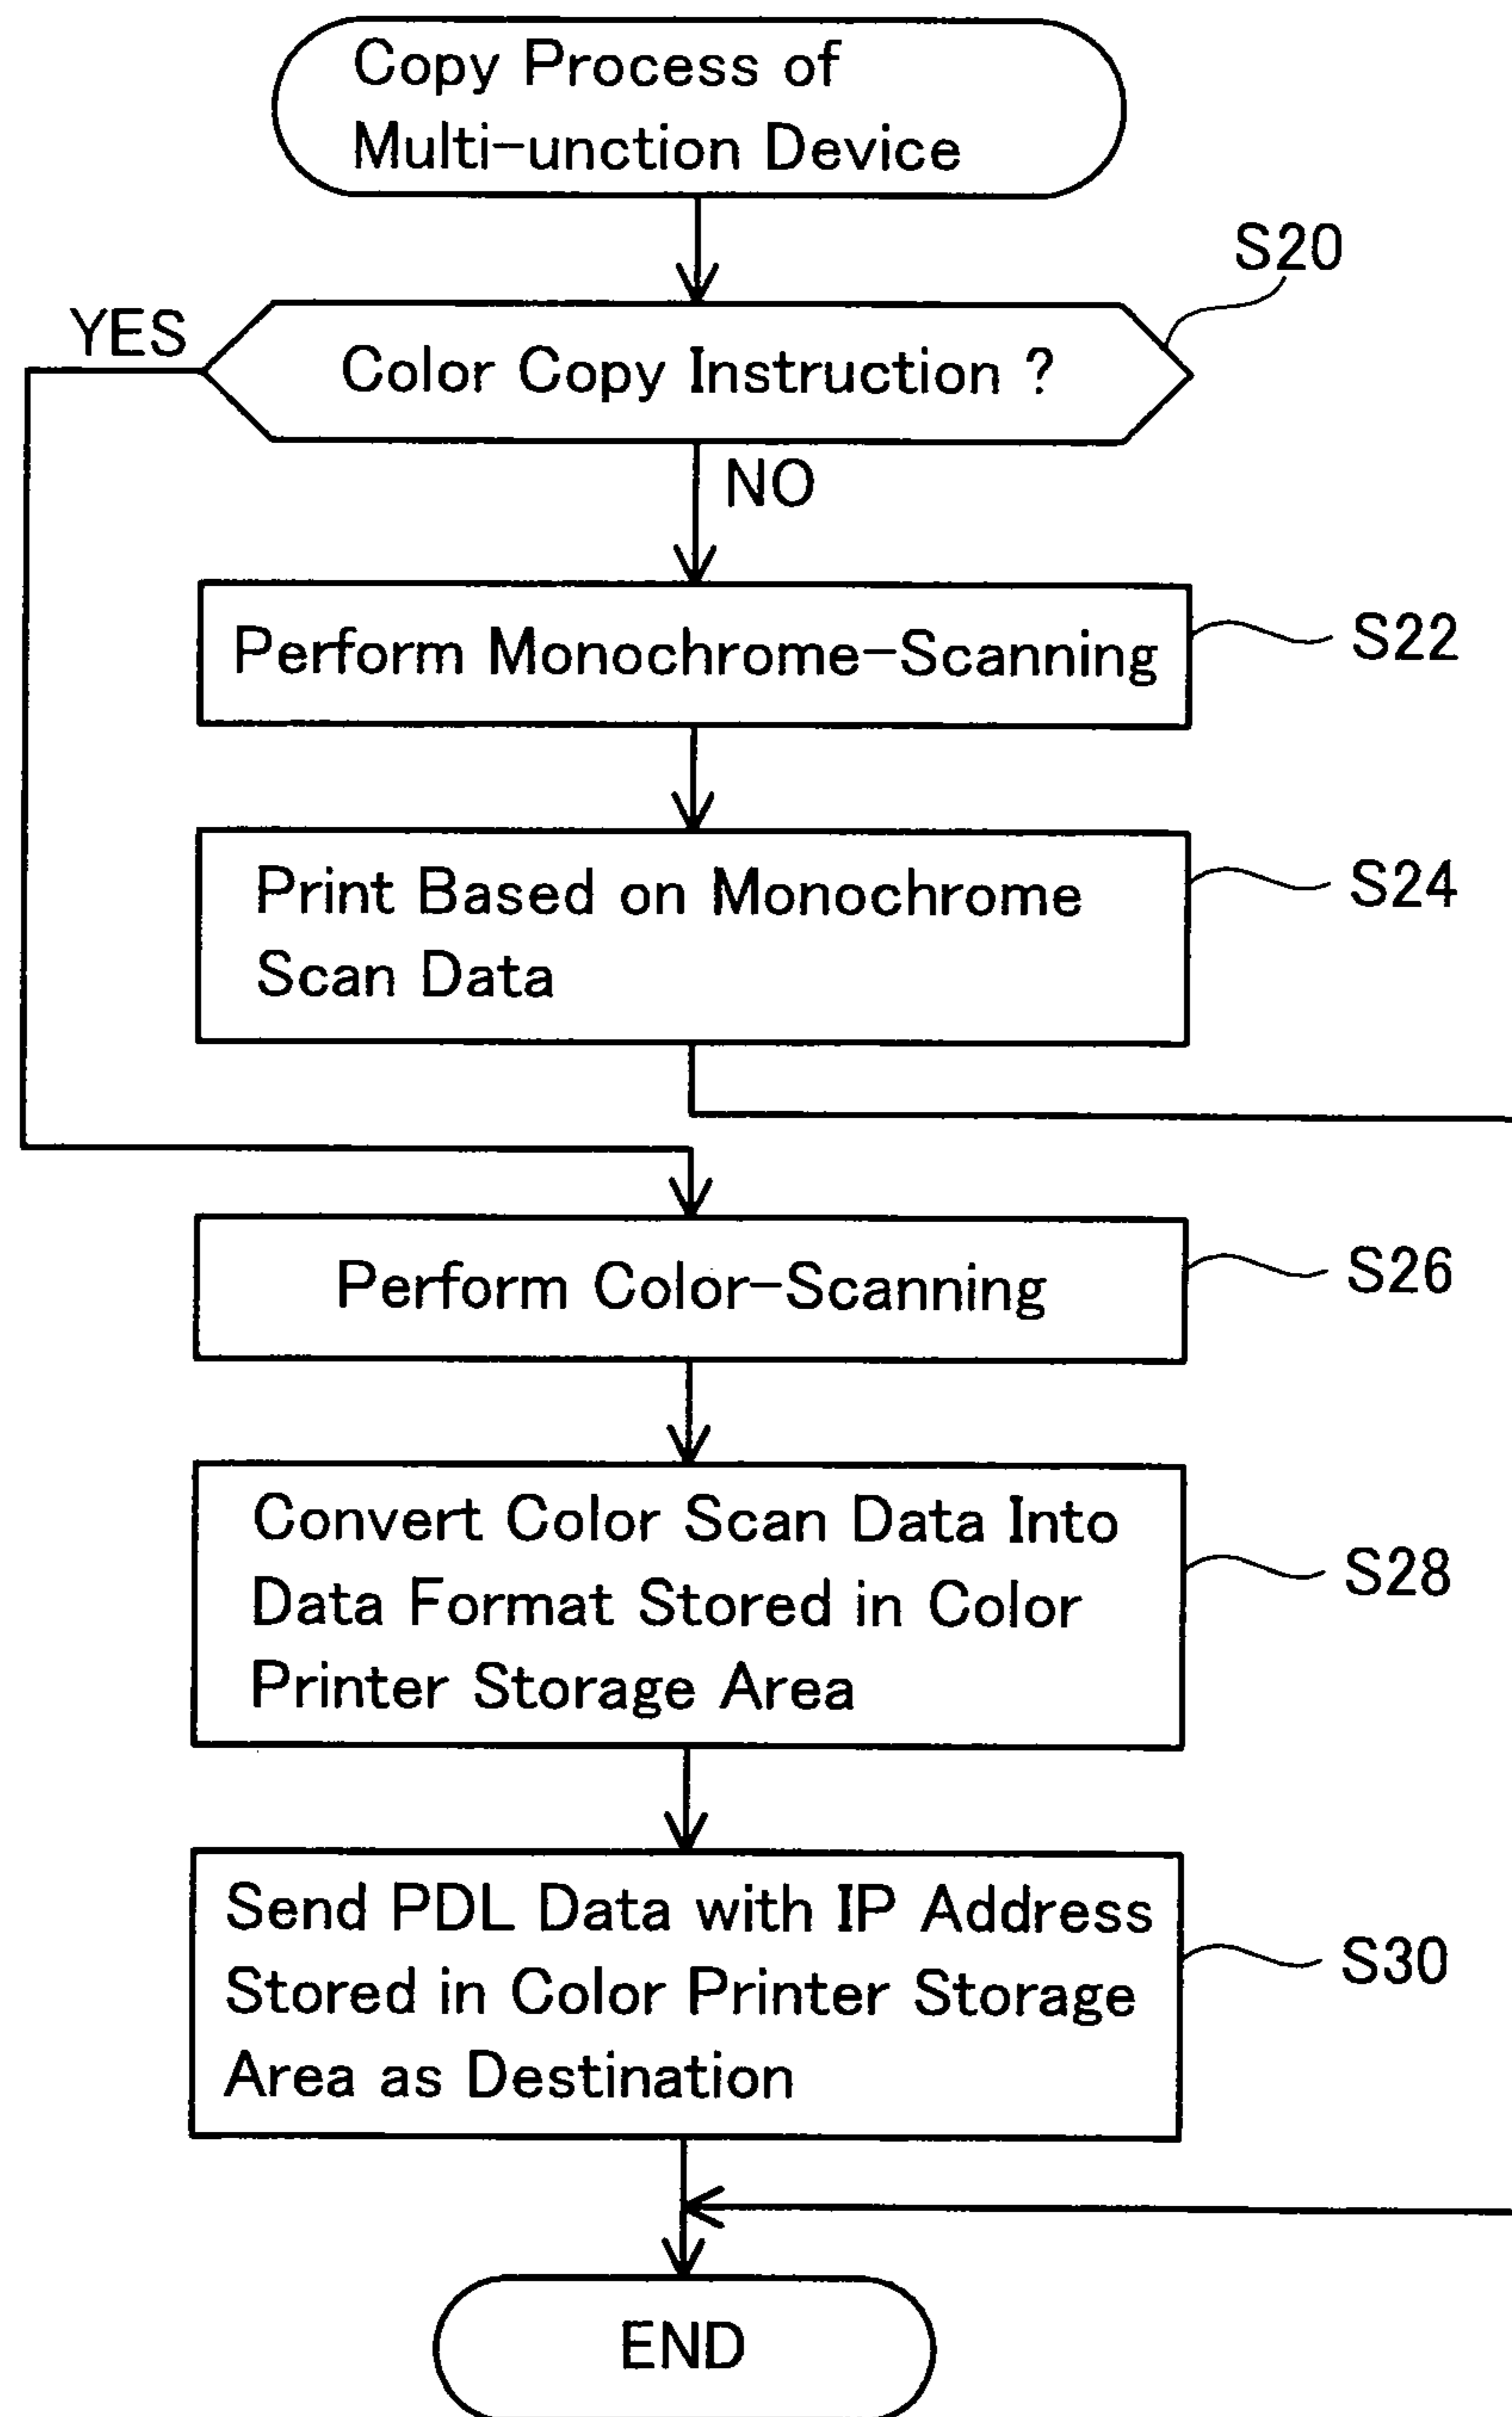 Copy Process of
Multi-unction Device
S20
YES
Color Copy Instruction ?
NO
Perform Monochrome-Scanning
S22
Print Based on Monochrome
Scan Data
S24
Perform Color-Scanning
S26
Convert Color Scan Data Into
Data Format Stored in Color
Printer Storage Area
S28
Send PDL Data with IP Address
Stored in Color Printer Storage
Area as Destination
S30
END